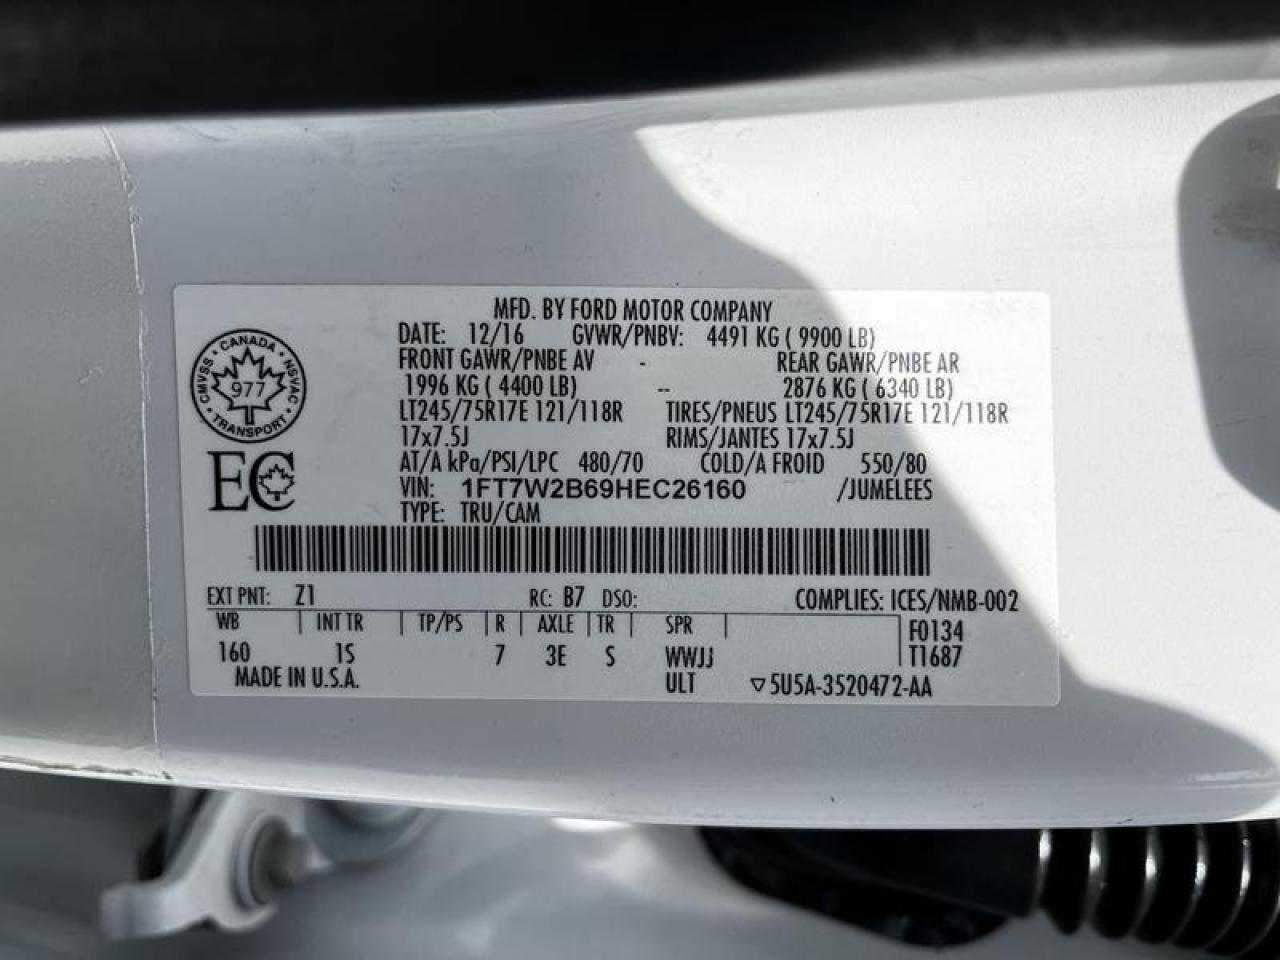 MFD. BY FORD MOTOR COMPANY
DATE: 12/16 GVWR/PNBV: 4491 KG ( 9900 LB)
FRONT GAWR/PNBE AV - REAR GAWR/PNBE AR
1996 KG ( 4400 LB) -- 2876 KG ( 6340 LB)
LT245/75R17E 121/118R TIRES/PNEUS LT245/75R17E 121/118R
17x7.5J RIMS/JANTES 17x7.5J
AT/A kPa/PSI/LPC 480/70 COLD/A FROID 550/80
VIN: 1FT7W2B69HEC26160 /JUMELEES
TYPE: TRU/CAM
CANADA
CMVSS · NSVAC
977
TRANSPORT
EC
EXT PNT: Z1 RC: B7 DSO: COMPLIES: ICES/NMB-002
WB | INT TR | TP/PS | R | AXLE | TR | SPR | F0134
160 1S 7 3E S WWJJ T1687
MADE IN U.S.A. ULT ▽5U5A-3520472-AA